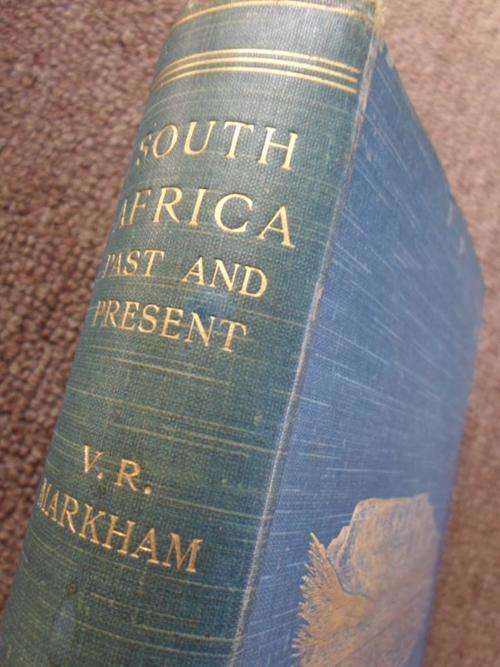 SOUTH
AFRICA
PAST AND
PRESENT
V. R.
MARKHAM